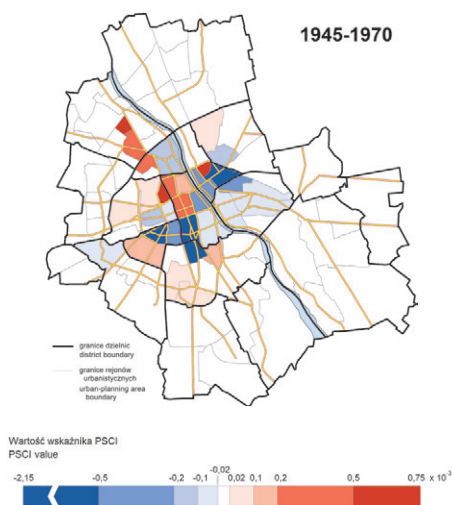 1945-1970
granice dzielnic
district boundary
granice rejonów
urbanistycznych
urban-planning area
boundary
Wartość wskaźnika PSCI
PSCI value
-2,15 -0,5 -0,2 -0,1 -0,02 0,02 0,1 0,2 0,5 0,75 x 10⁻³